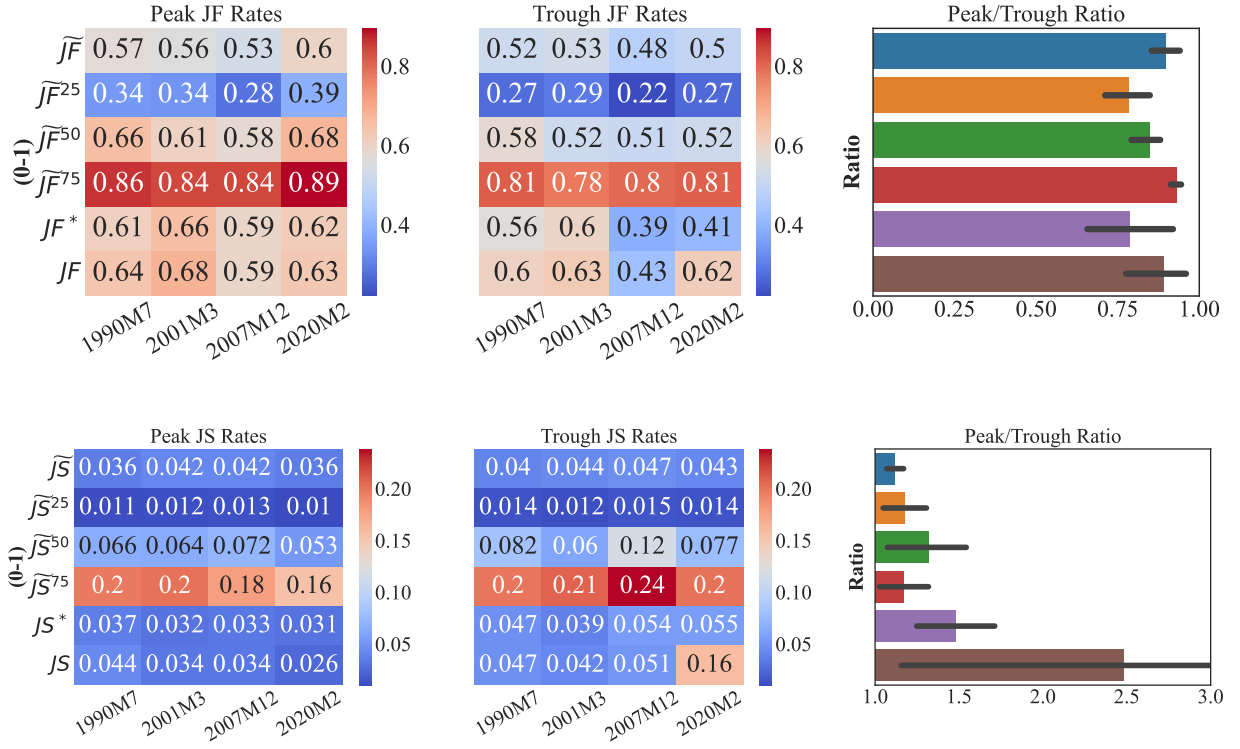 Peak JF Rates
Trough JF Rates
Peak/Trough Ratio
(0-1)
J̃F̃ 0.57 0.56 0.53 0.6
J̃F̃²⁵ 0.34 0.34 0.28 0.39
J̃F̃⁵⁰ 0.66 0.61 0.58 0.68
J̃F̃⁷⁵ 0.86 0.84 0.84 0.89
JF* 0.61 0.66 0.59 0.62
JF 0.64 0.68 0.59 0.63
1990M7 2001M3 2007M12 2020M2
0.8
0.6
0.4
0.52 0.53 0.48 0.5
0.27 0.29 0.22 0.27
0.58 0.52 0.51 0.52
0.81 0.78 0.8 0.81
0.56 0.6 0.39 0.41
0.6 0.63 0.43 0.62
1990M7 2001M3 2007M12 2020M2
0.8
0.6
0.4
Ratio
0.00 0.25 0.50 0.75 1.00
Peak JS Rates
Trough JS Rates
Peak/Trough Ratio
(0-1)
J̃S̃ 0.036 0.042 0.042 0.036
J̃S̃²⁵ 0.011 0.012 0.013 0.01
J̃S̃⁵⁰ 0.066 0.064 0.072 0.053
J̃S̃⁷⁵ 0.2 0.2 0.18 0.16
JS* 0.037 0.032 0.033 0.031
JS 0.044 0.034 0.034 0.026
1990M7 2001M3 2007M12 2020M2
0.20
0.15
0.10
0.05
0.04 0.044 0.047 0.043
0.014 0.012 0.015 0.014
0.082 0.06 0.12 0.077
0.2 0.21 0.24 0.2
0.047 0.039 0.054 0.055
0.047 0.042 0.051 0.16
1990M7 2001M3 2007M12 2020M2
0.20
0.15
0.10
0.05
Ratio
1.0 1.5 2.0 2.5 3.0